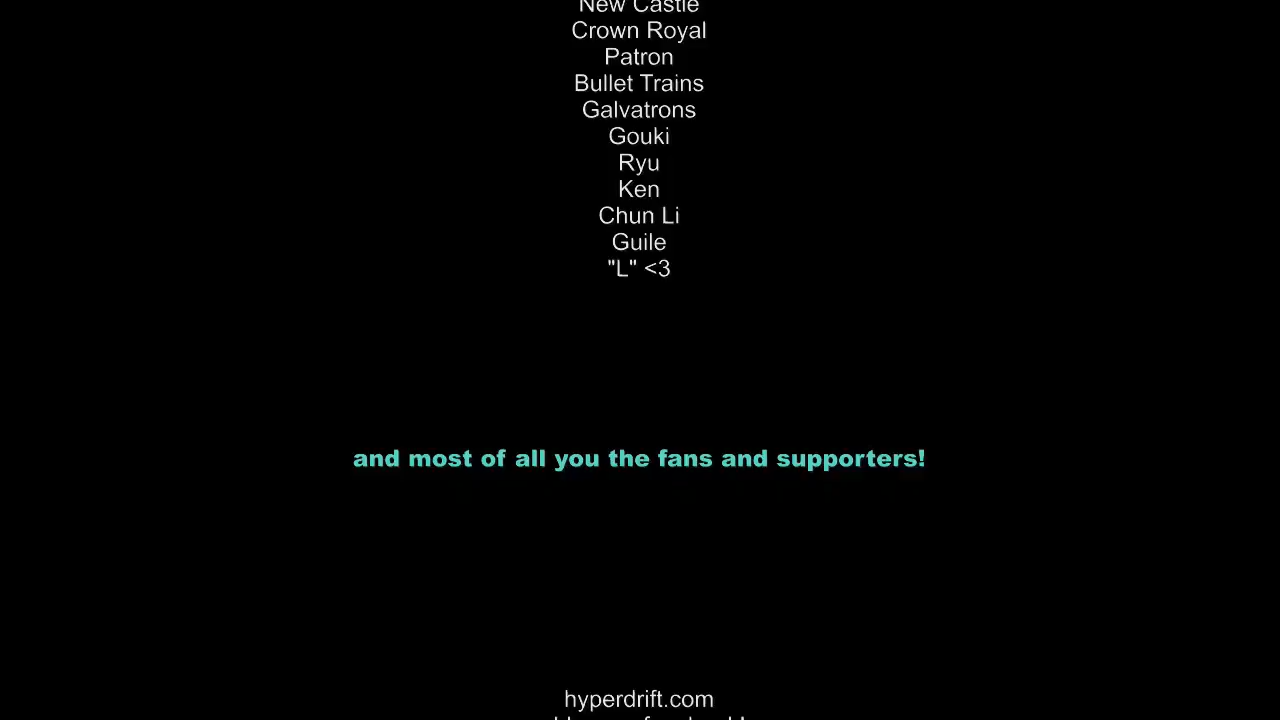 New Castle
Crown Royal
Patron
Bullet Trains
Galvatrons
Gouki
Ryu
Ken
Chun Li
Guile
"L" <3
and most of all you the fans and supporters!
hyperdrift.com